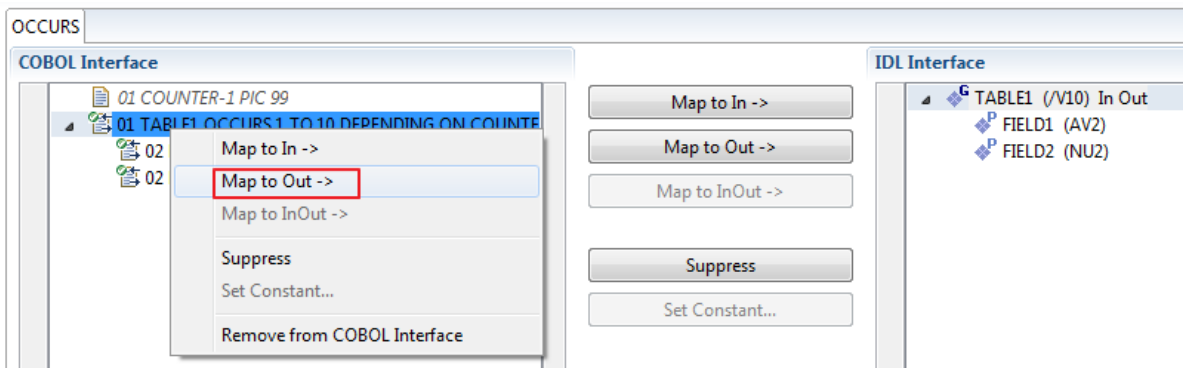 OCCURS
COBOL Interface
01 COUNTER-1 PIC 99
01 TABLE1 OCCURS 1 TO 10 DEPENDING ON COUNTE
02
02
Map to In ->
Map to Out ->
Map to InOut ->
Suppress
Set Constant...
Remove from COBOL Interface
Map to In ->
Map to Out ->
Map to InOut ->
Suppress
Set Constant...
IDL Interface
TABLE1 (/V10) In Out
FIELD1 (AV2)
FIELD2 (NU2)